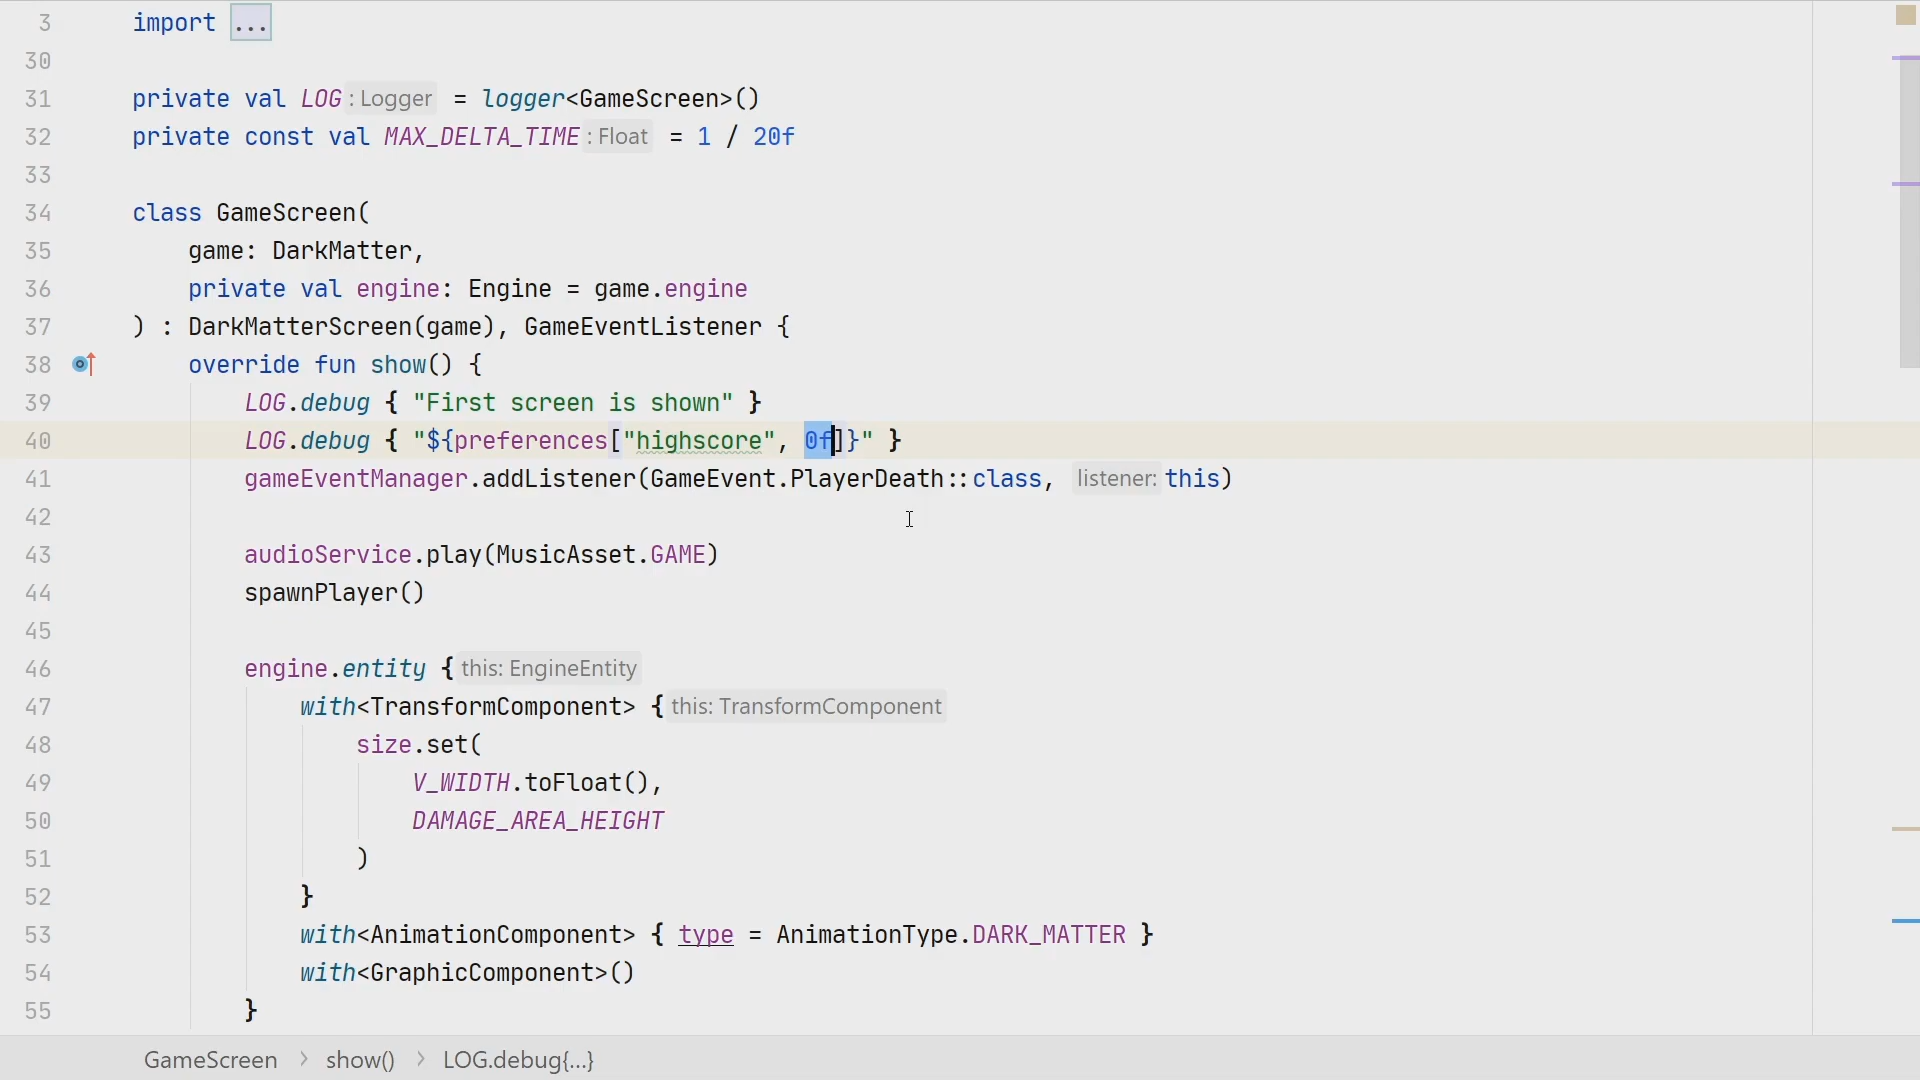 3 import ...
30
31 private val LOG : Logger = logger<GameScreen>()
32 private const val MAX_DELTA_TIME : Float = 1 / 20f
33
34 class GameScreen(
35 game: DarkMatter,
36 private val engine: Engine = game.engine
37 ) : DarkMatterScreen(game), GameEventListener {
38 override fun show() {
39 LOG.debug { "First screen is shown" }
40 LOG.debug { "${preferences["highscore", 0f]}" }
41 gameEventManager.addListener(GameEvent.PlayerDeath::class, listener: this)
42
43 audioService.play(MusicAsset.GAME)
44 spawnPlayer()
45
46 engine.entity { this: EngineEntity
47 with<TransformComponent> { this: TransformComponent
48 size.set(
49 V_WIDTH.toFloat(),
50 DAMAGE_AREA_HEIGHT
51 )
52 }
53 with<AnimationComponent> { type = AnimationType.DARK_MATTER }
54 with<GraphicComponent>()
55 }
GameScreen > show() > LOG.debug{...}